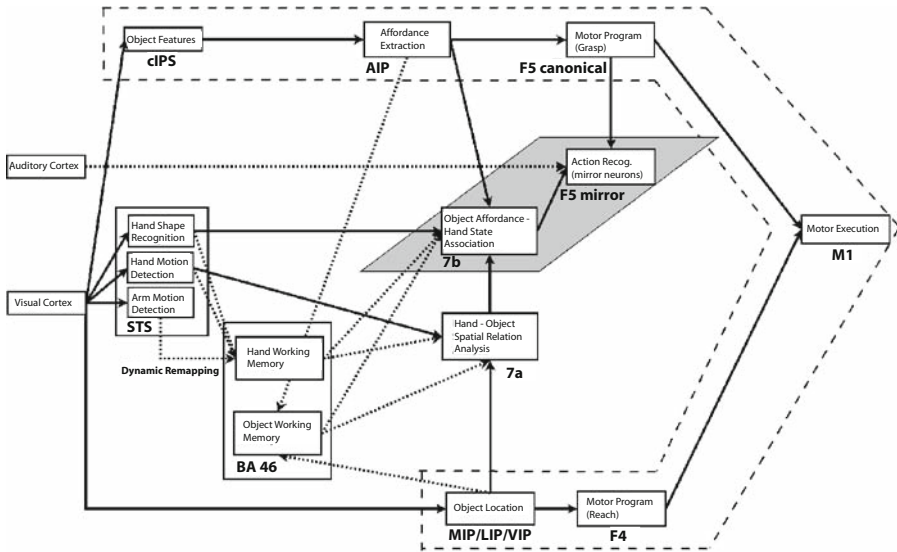 Object Features
cIPS
Affordance
Extraction
AIP
Motor Program
(Grasp)
F5 canonical
Auditory Cortex
Action Recog.
(mirror neurons)
F5 mirror
Hand Shape
Recognition
Hand Motion
Detection
Arm Motion
Detection
STS
Object Affordance -
Hand State
Association
7b
Motor Execution
M1
Visual Cortex
Dynamic Remapping
Hand Working
Memory
Object Working
Memory
BA 46
Hand - Object
Spatial Relation
Analysis
7a
Object Location
MIP/LIP/VIP
Motor Program
(Reach)
F4